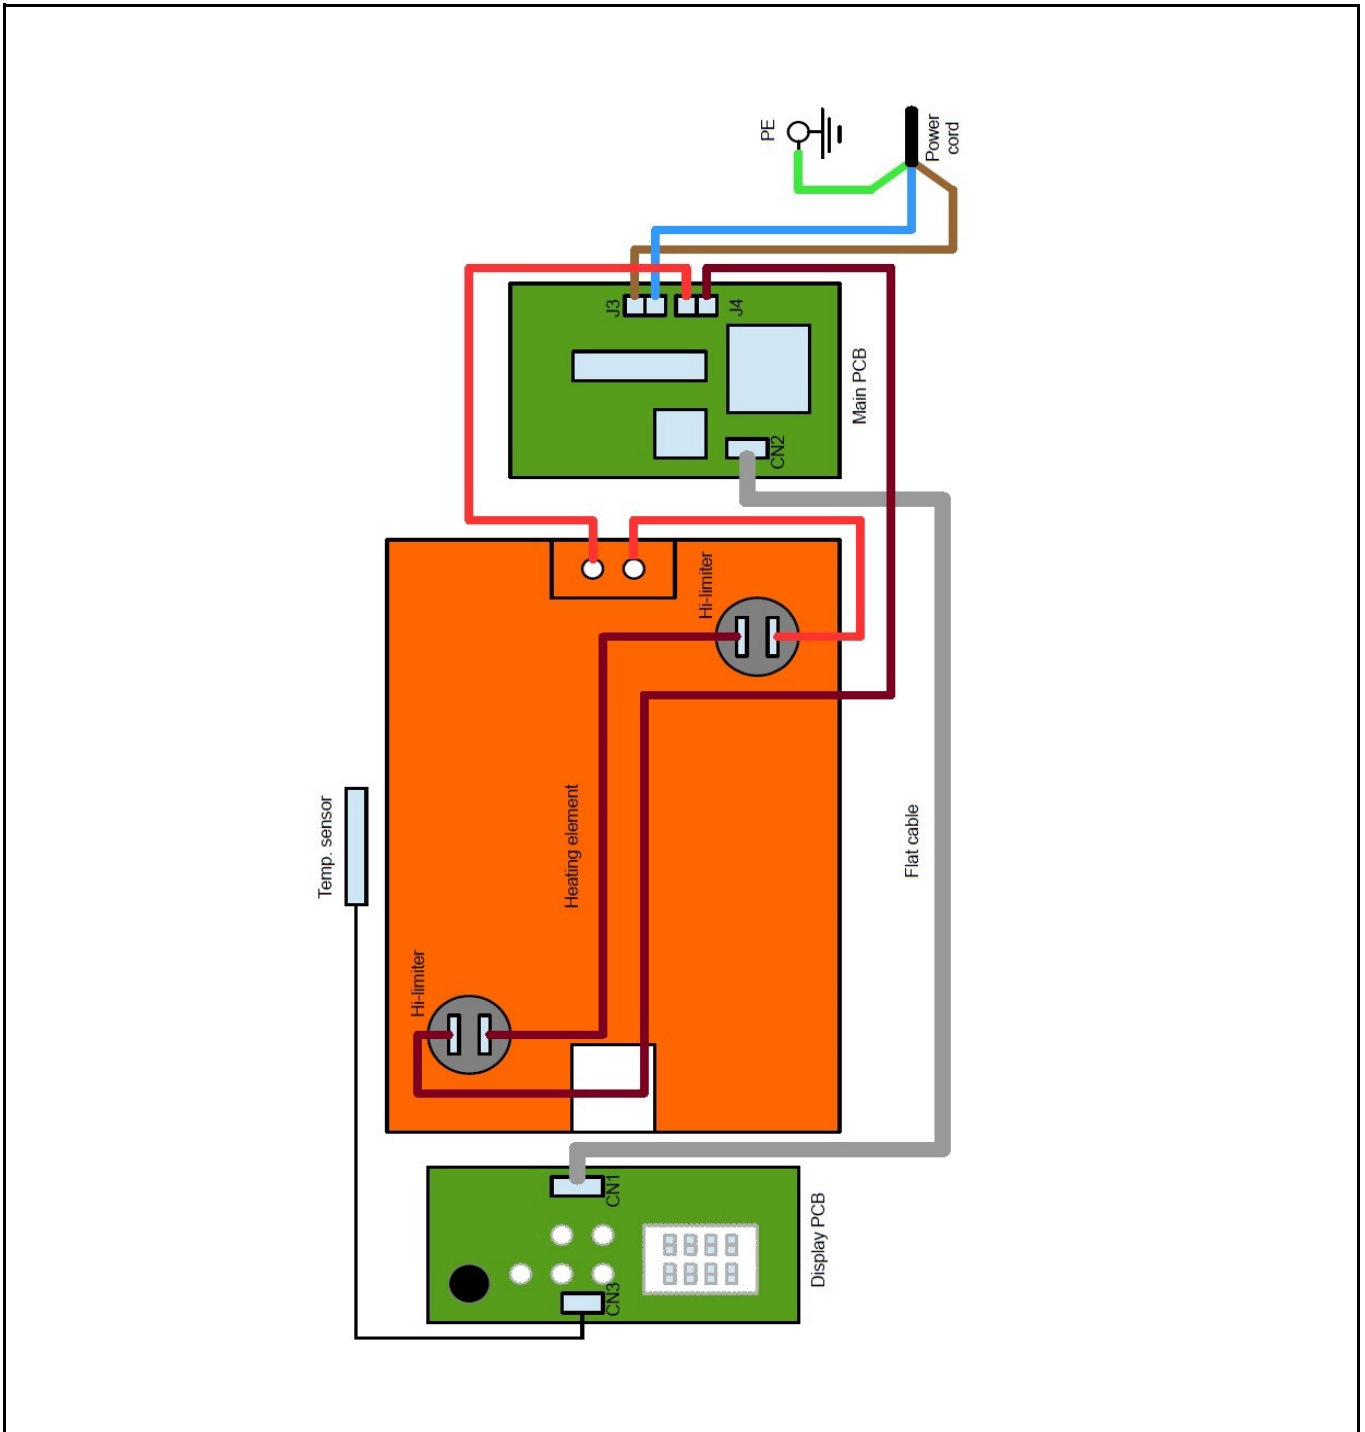 PE
Power
cord
J3
J4
Main PCB
CN2
Hi-limiter
Temp. sensor
Heating element
Flat cable
Hi-limiter
CN1
Display PCB
CN3